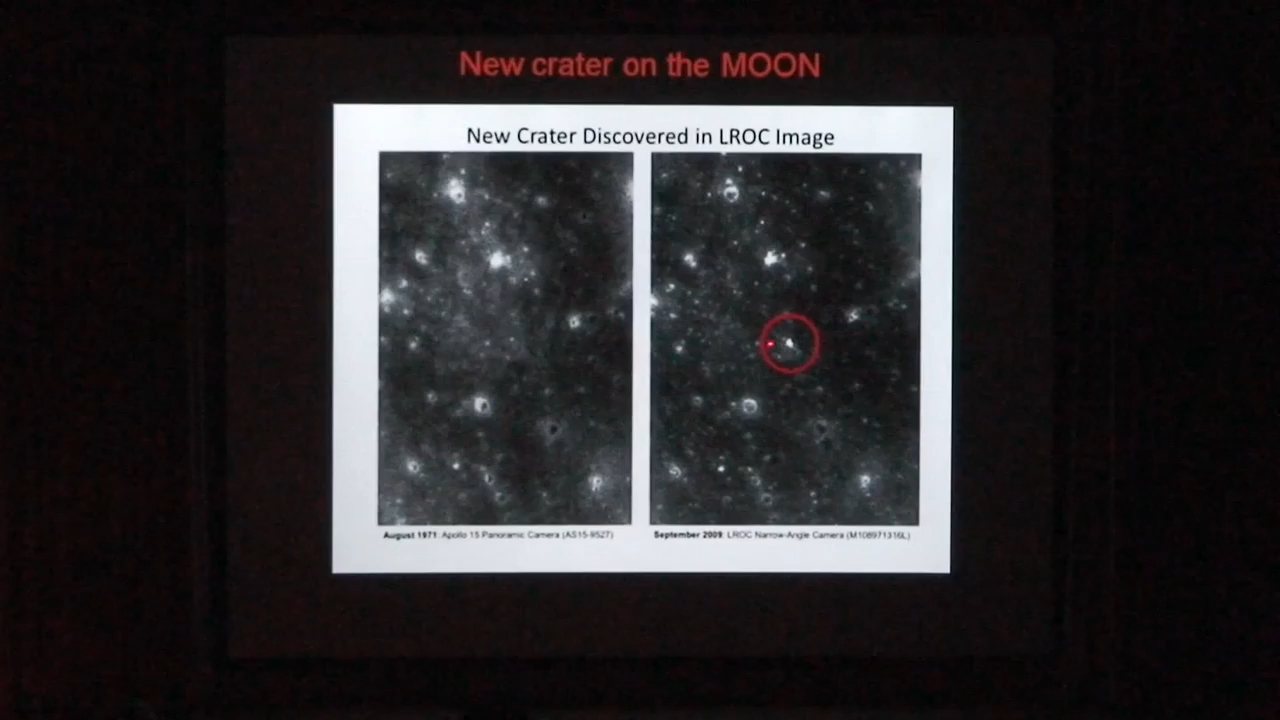 New crater on the MOON
New Crater Discovered in LROC Image
August 1971: Apollo 15 Panoramic Camera (AS15-9527)
September 2009: LROC Narrow-Angle Camera (M108971316L)